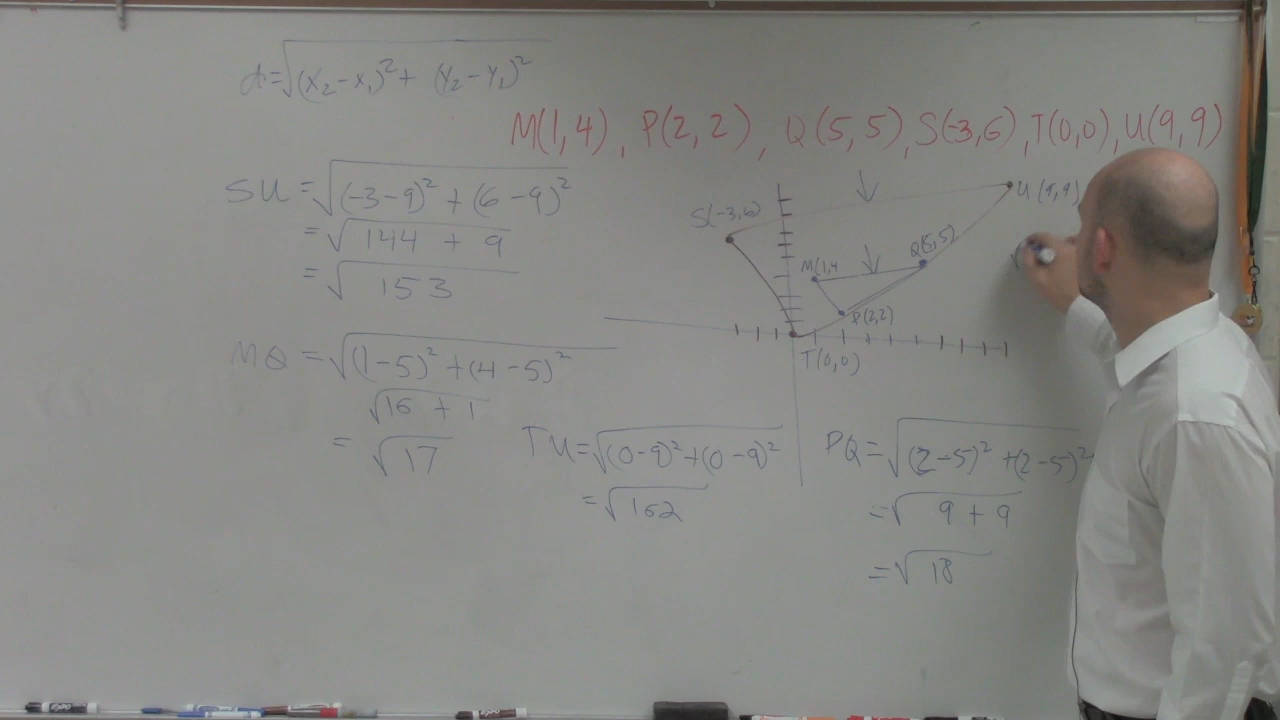 d=√(x₂-x₁)²+ (y₂-y₁)²
M(1,4), P(2,2), Q(5,5), S(-3,6), T(0,0), U(9,9)
SU = √(-3-9)² + (6-9)²
= √144 + 9
= √153
MQ = √(1-5)² + (4-5)²
√16 + 1
= √17
S(-3,6)
U(9,9)
M(1,4
Q(5,5)
P(2,2)
T(0,0)
TU = √(0-9)²+(0-9)²
= √162
PQ = √(2-5)² + (2-5)²
= √9 + 9
= √18